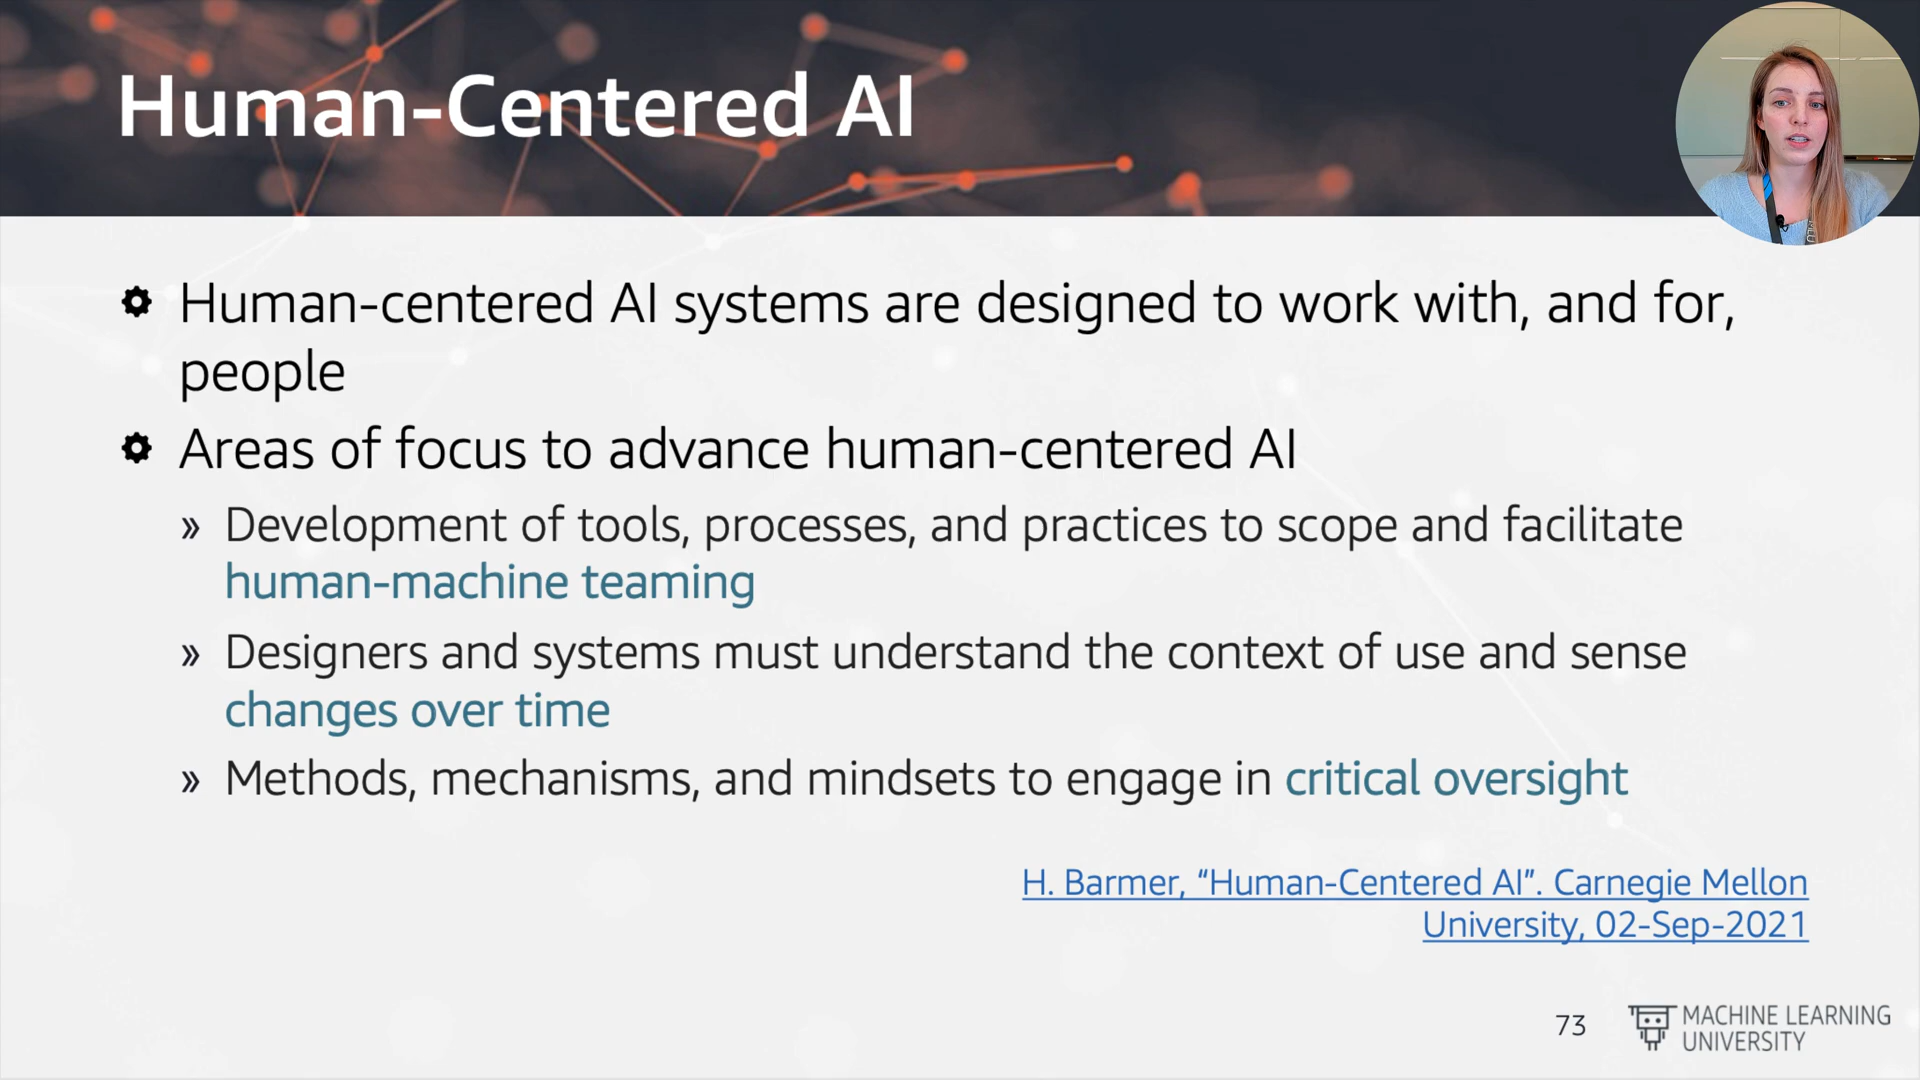 Human-Centered AI
Human-centered AI systems are designed to work with, and for,
people
Areas of focus to advance human-centered AI
» Development of tools, processes, and practices to scope and facilitate
human-machine teaming
» Designers and systems must understand the context of use and sense
changes over time
» Methods, mechanisms, and mindsets to engage in critical oversight
H. Barmer, “Human-Centered AI”. Carnegie Mellon
University, 02-Sep-2021
73
MACHINE LEARNING
UNIVERSITY